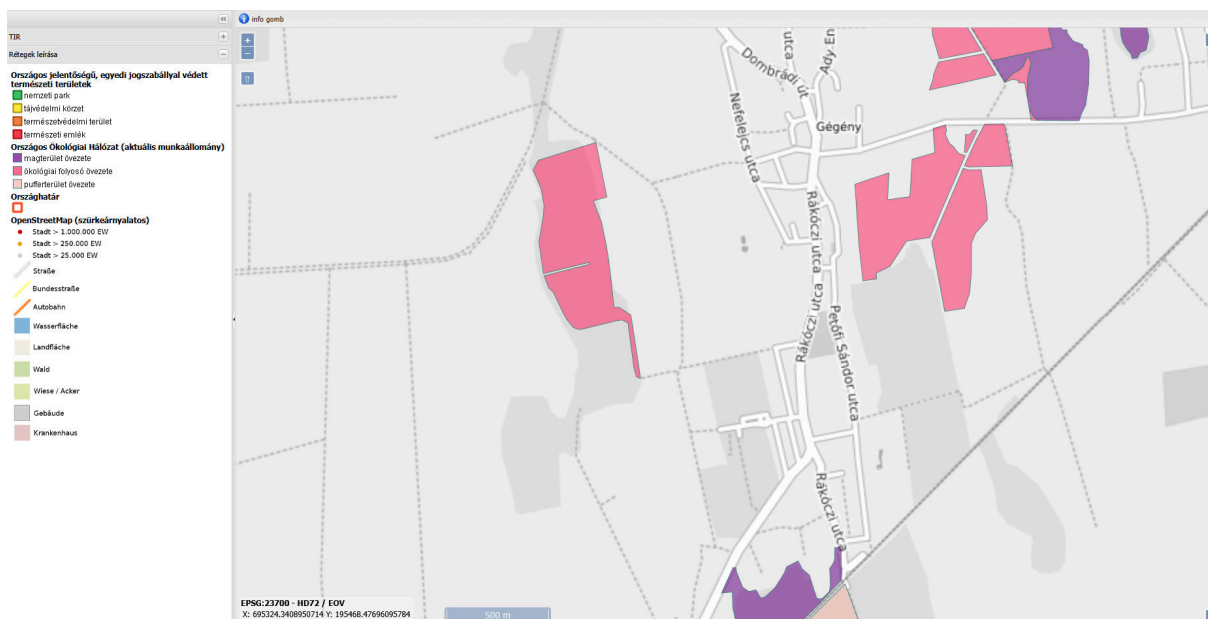 info gomb
TIR
Rétegek leírása
Országos jelentőségű, egyedi jogszabállyal védett
természeti területek
nemzeti park
tájvédelmi körzet
természetvédelmi terület
természeti emlék
Országos Ökológiai Hálózat (aktuális munkaállomány)
magterület övezete
ökológiai folyosó övezete
pufferterület övezete
Országhatár
OpenStreetMap (szürkeárnyalatos)
Stadt > 1.000.000 EW
Stadt > 250.000 EW
Stadt > 25.000 EW
Straße
Bundesstraße
Autobahn
Wasserfläche
Landfläche
Wald
Wiese / Acker
Gebäude
Krankenhaus
utca
Ady En
Dombrádi út
Nefelejcs utca
Gégény
Rákóczi utca
Rákóczi utca
Petőfi Sándor utca
Rákóczi utca
EPSG:23700 - HD72 / EOV
X: 695324.3408950714 Y: 195468.47696095784
500 m